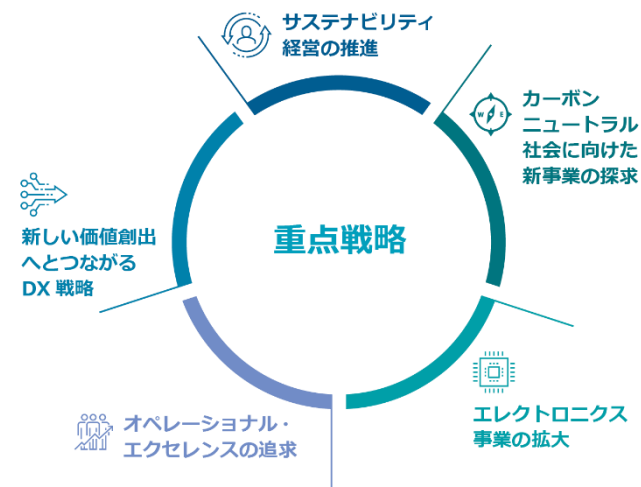 サステナビリティ
経営の推進
カーボン
ニュートラル
社会に向けた
新事業の探求
W E
重点戦略
新しい価値創出
へとつながる
DX 戦略
エレクトロニクス
事業の拡大
オペレーショナル・
エクセレンスの追求